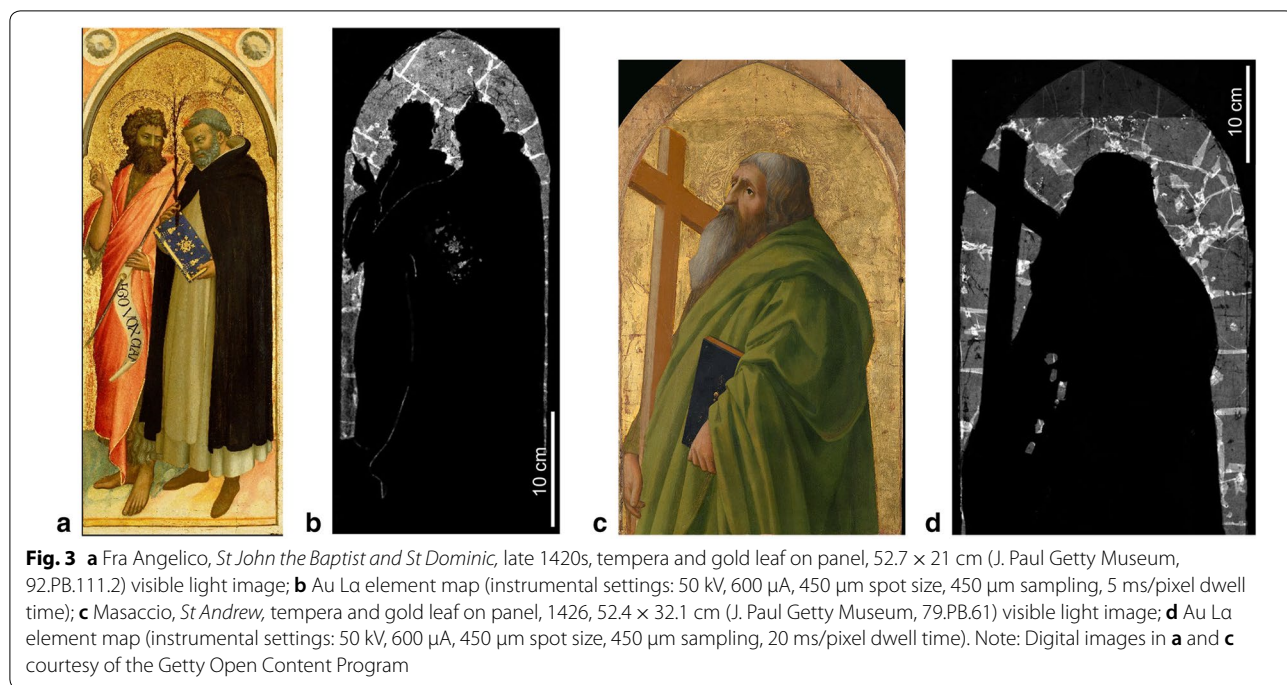 EGO VOX CLAM
10 cm
10 cm
a
b
c
d
Fig. 3 a Fra Angelico, St John the Baptist and St Dominic, late 1420s, tempera and gold leaf on panel, 52.7 × 21 cm (J. Paul Getty Museum,
92.PB.111.2) visible light image; b Au Lα element map (instrumental settings: 50 kV, 600 μA, 450 μm spot size, 450 μm sampling, 5 ms/pixel dwell
time); c Masaccio, St Andrew, tempera and gold leaf on panel, 1426, 52.4 × 32.1 cm (J. Paul Getty Museum, 79.PB.61) visible light image; d Au Lα
element map (instrumental settings: 50 kV, 600 μA, 450 μm spot size, 450 μm sampling, 20 ms/pixel dwell time). Note: Digital images in a and c
courtesy of the Getty Open Content Program